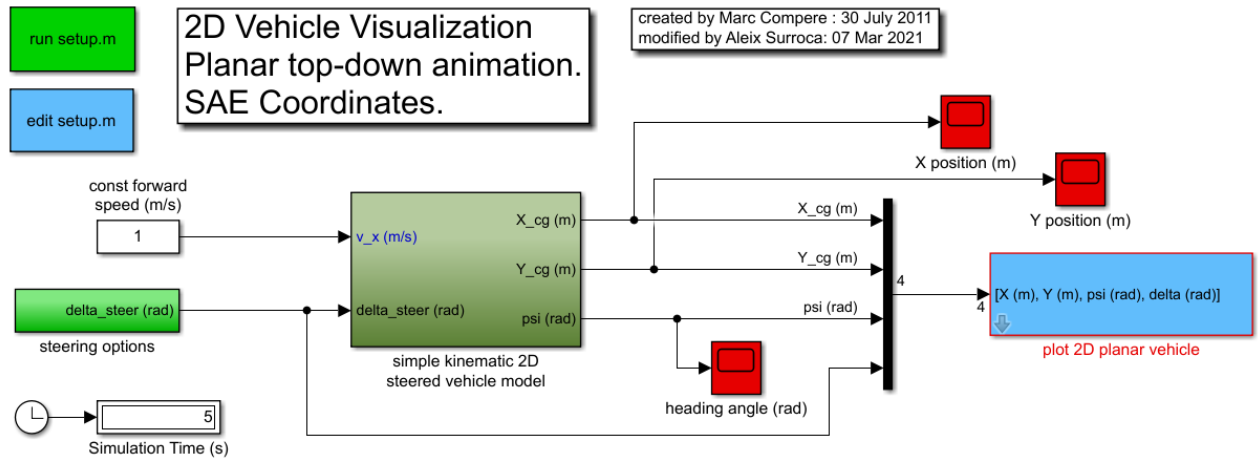 run setup.m
2D Vehicle Visualization
Planar top-down animation.
SAE Coordinates.
created by Marc Compere : 30 July 2011
modified by Aleix Surroca: 07 Mar 2021
edit setup.m
X position (m)
Y position (m)
const forward
speed (m/s)
1
v_x (m/s)
delta_steer (rad)
X_cg (m)
Y_cg (m)
psi (rad)
simple kinematic 2D
steered vehicle model
delta_steer (rad)
steering options
X_cg (m)
Y_cg (m)
psi (rad)
4
4
[X (m), Y (m), psi (rad), delta (rad)]
plot 2D planar vehicle
heading angle (rad)
5
Simulation Time (s)